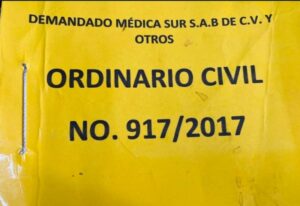 DEMANDADO MÉDICA SUR S.A.B DE C.V. Y
OTROS
ORDINARIO CIVIL
NO. 917/2017